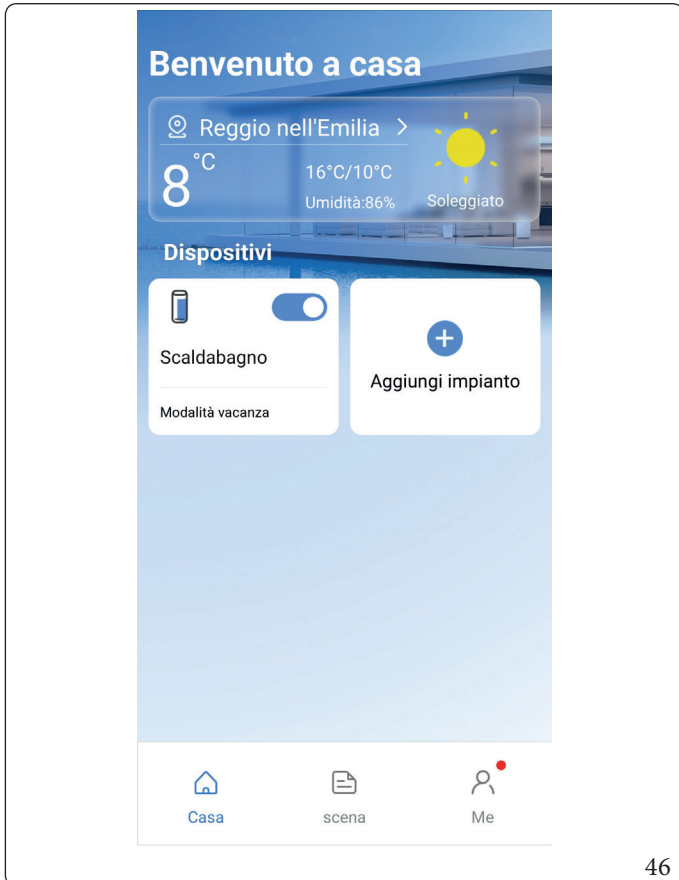 Benvenuto a casa
Reggio nell'Emilia >
8°C
16°C/10°C
Umidità:86%
Soleggiato
Dispositivi
Scaldabagno
Modalità vacanza
Aggiungi impianto
Casa
scena
Me
46